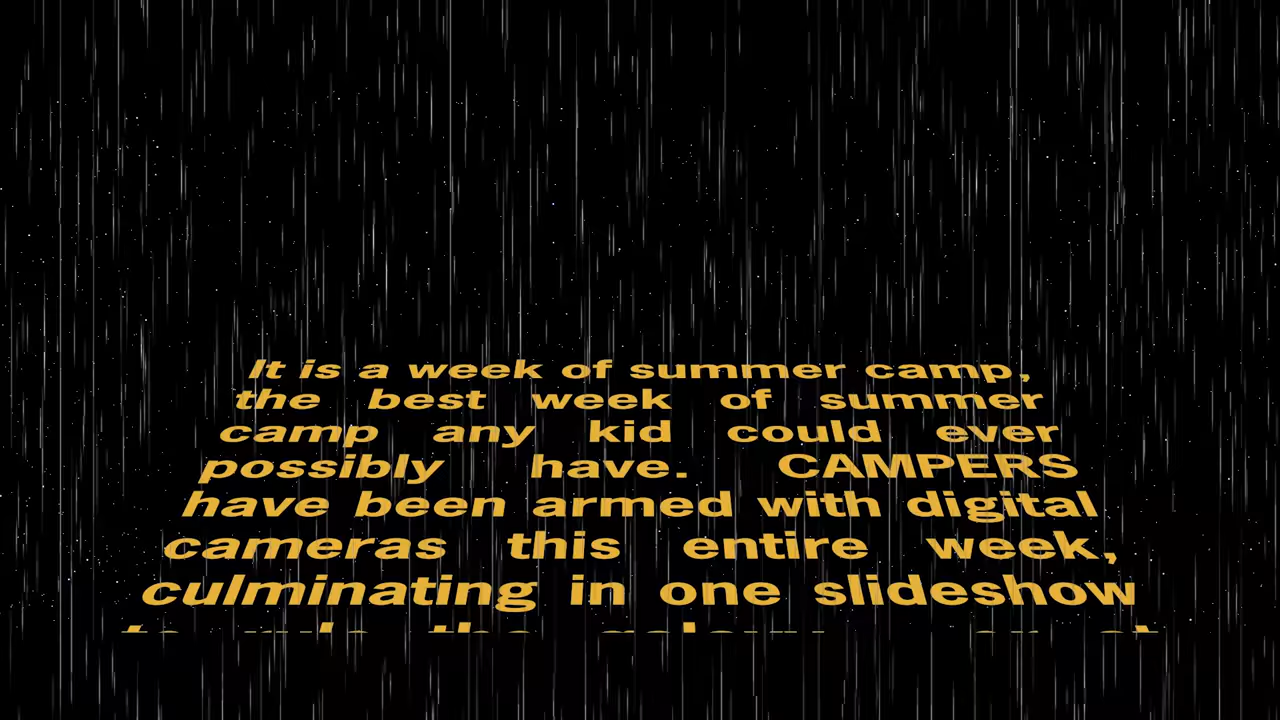 It is a week of summer camp,
the best week of summer
camp any kid could ever
possibly have. CAMPERS
have been armed with digital
cameras this entire week,
culminating in one slideshow